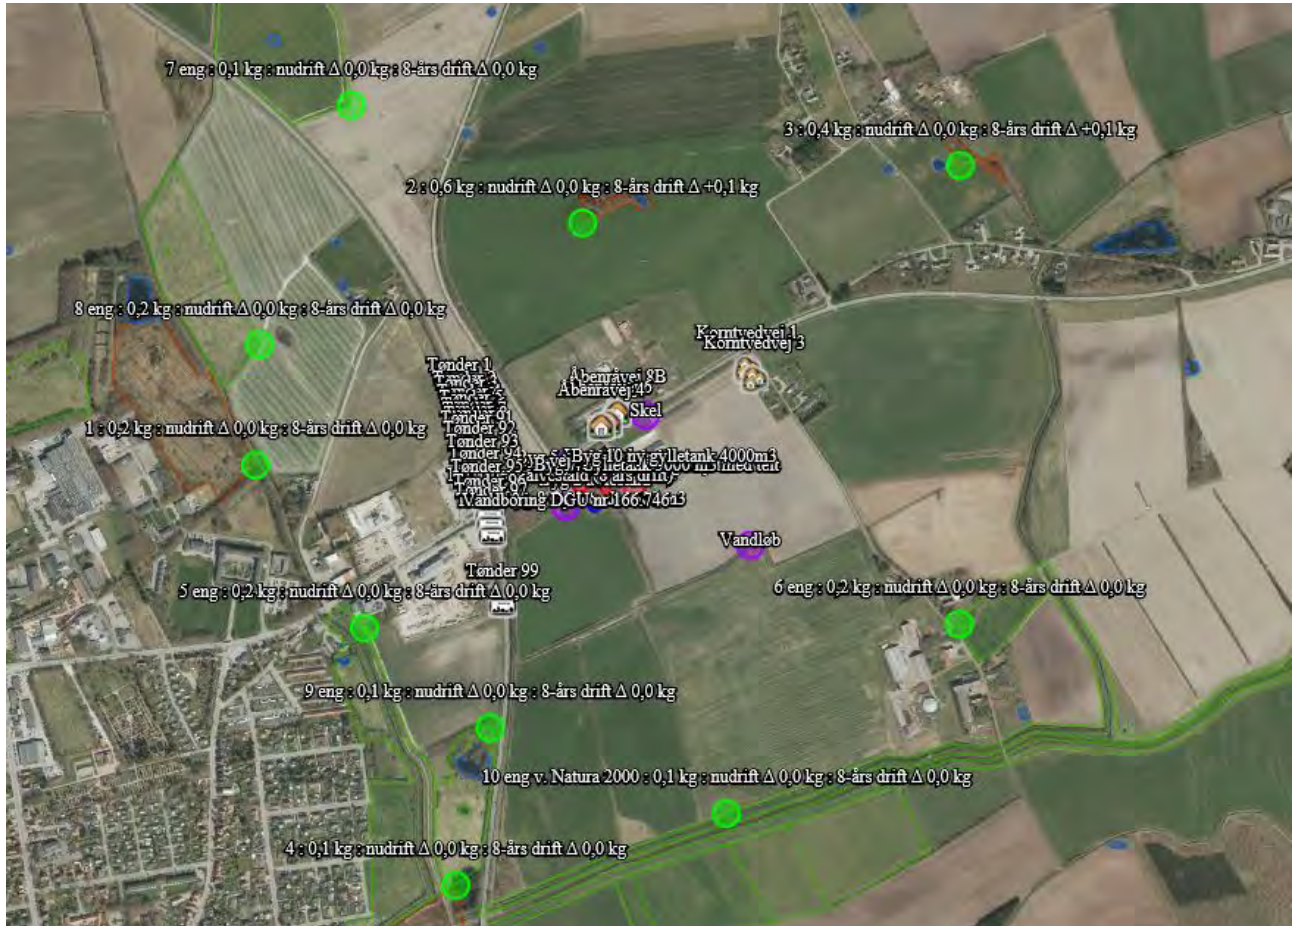 7 eng : 0,1 kg : nudrift Δ 0,0 kg : 8-års drift Δ 0,0 kg
3 : 0,4 kg : nudrift Δ 0,0 kg : 8-års drift Δ +0,1 kg
2 : 0,6 kg : nudrift Δ 0,0 kg : 8-års drift Δ +0,1 kg
8 eng : 0,2 kg : nudrift Δ 0,0 kg : 8-års drift Δ 0,0 kg
Korntvedvej 1
Korntvedvej 3
Tønder 1
Åbenråvej 8B
Åbenråvej 4
Skel
Tønder 91
1 : 0,2 kg : nudrift Δ 0,0 kg : 8-års drift Δ 0,0 kg
Tønder 92
Tønder 93
Tønder 94
Byg 10 ny gylletank 4000m3
Tønder 95
Tønder 96
Tønder 97
Vandboring DGU nr 166.746
Vandløb
Tønder 99
5 eng : 0,2 kg : nudrift Δ 0,0 kg : 8-års drift Δ 0,0 kg
6 eng : 0,2 kg : nudrift Δ 0,0 kg : 8-års drift Δ 0,0 kg
9 eng : 0,1 kg : nudrift Δ 0,0 kg : 8-års drift Δ 0,0 kg
10 eng v. Natura 2000 : 0,1 kg : nudrift Δ 0,0 kg : 8-års drift Δ 0,0 kg
4 : 0,1 kg : nudrift Δ 0,0 kg : 8-års drift Δ 0,0 kg